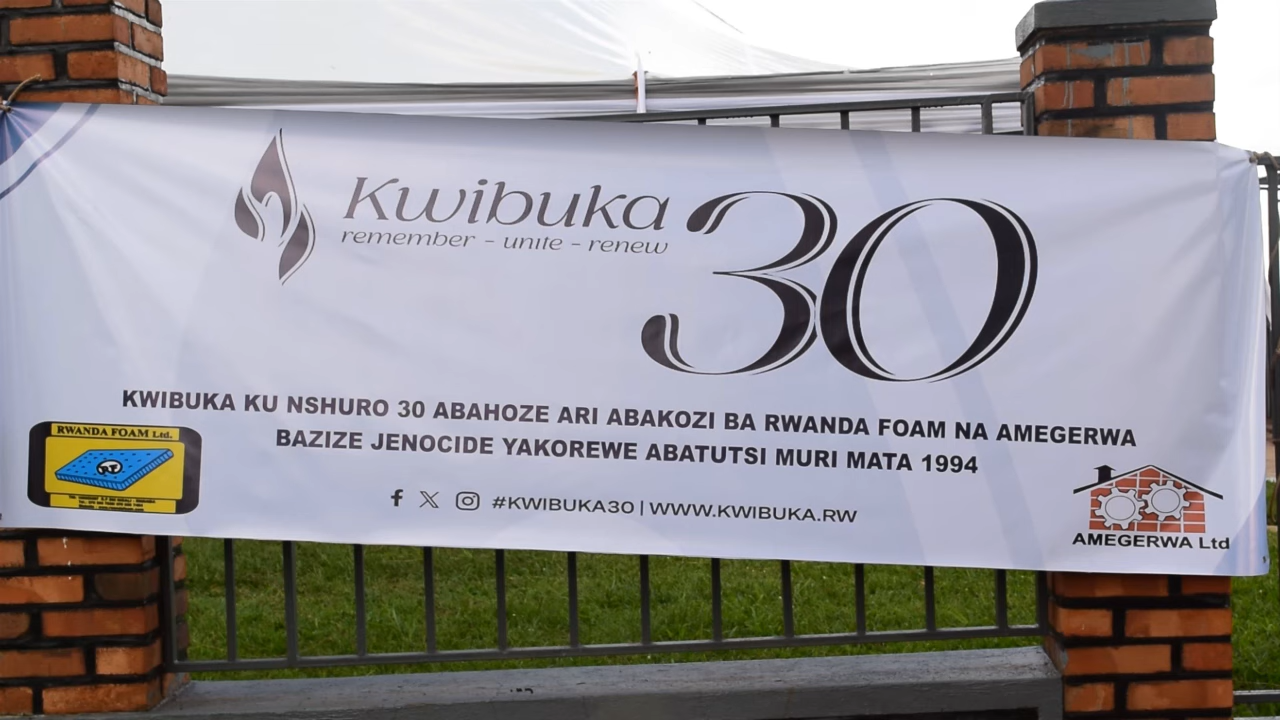 Kwibuka 30
remember - unite - renew
KWIBUKA KU NSHURO 30 ABAHOZE ARI ABAKOZI BA RWANDA FOAM NA AMEGERWA
BAZIZE JENOCIDE YAKOREWE ABATUTSI MURI MATA 1994
RWANDA FOAM Ltd.
#KWIBUKA30 | WWW.KWIBUKA.RW
AMEGERWA Ltd